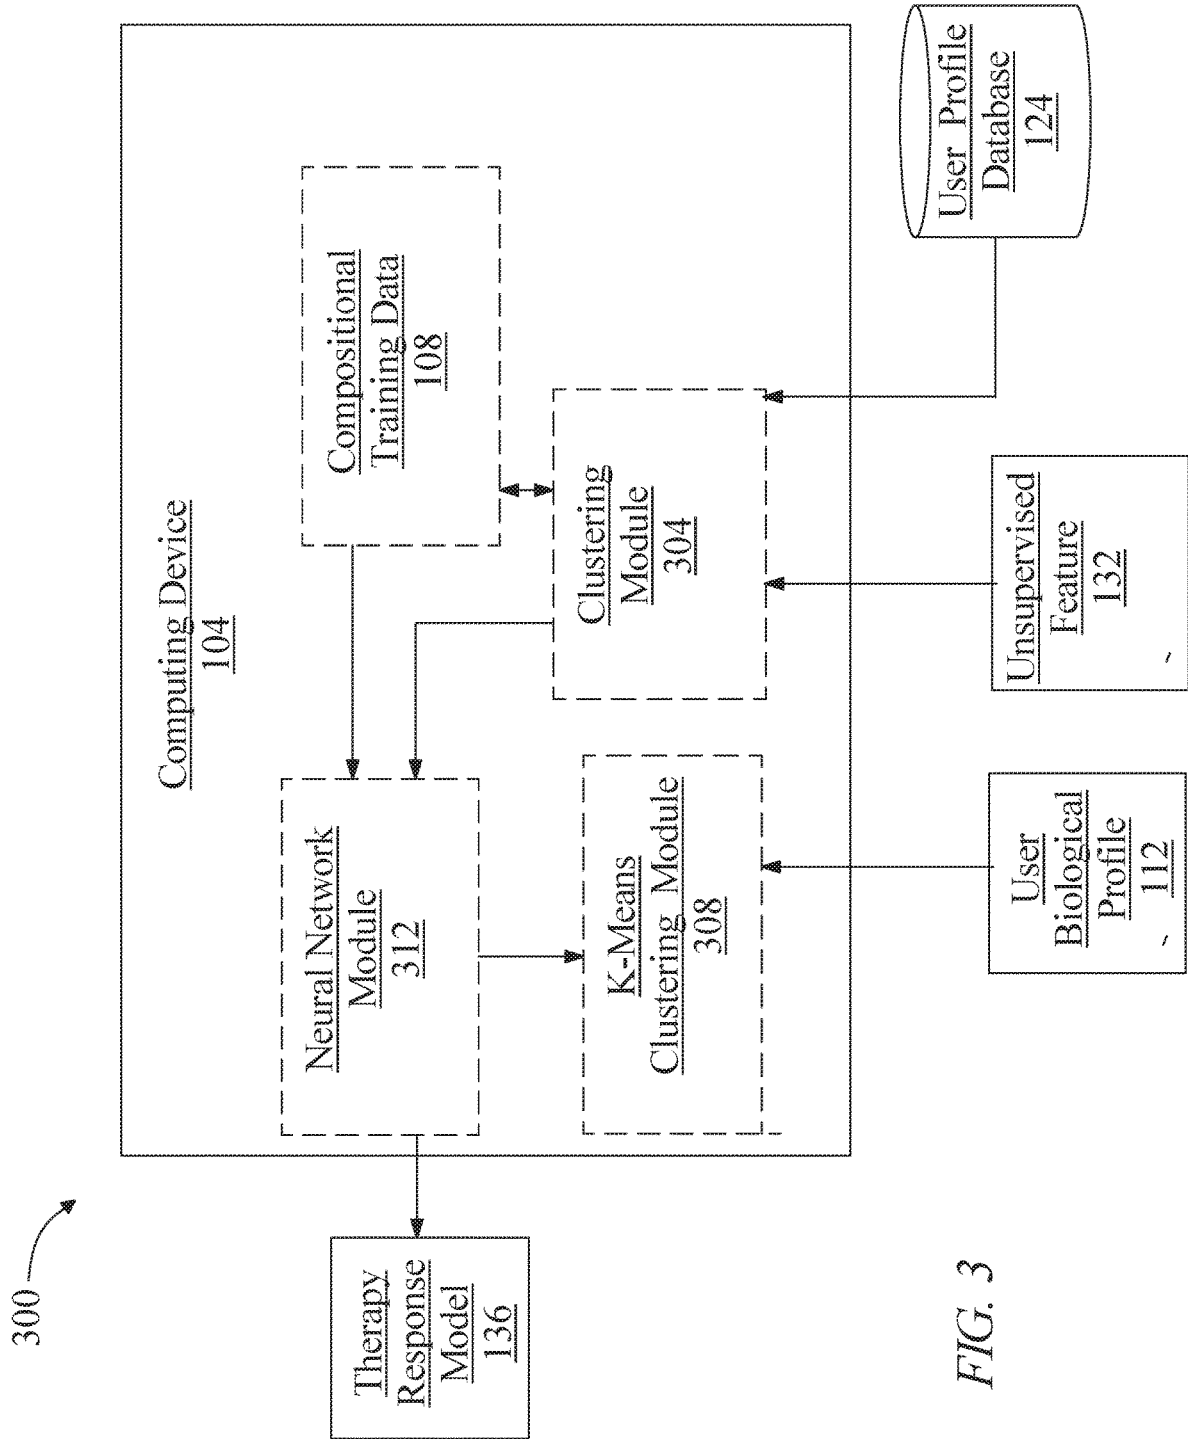 300
Computing Device
104
Compositional
Training Data
108
Neural Network
Module
312
Clustering
Module
304
K-Means
Clustering Module
308
Therapy
Response
Model
136
User
Biological
Profile
112
Unsupervised
Feature
132
User Profile
Database
124
FIG. 3